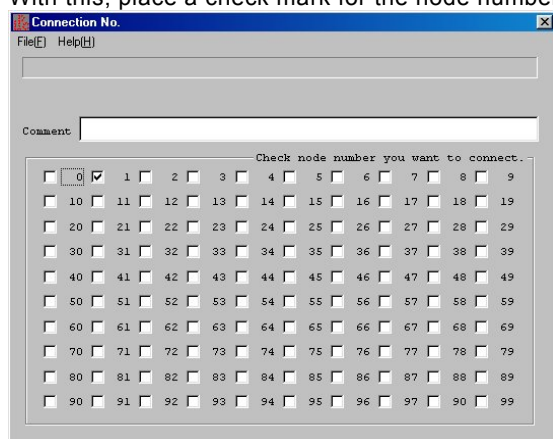 With this, place a check mark for the node numbe
Connection No.
File(F) Help(H)
Comment
Check node number you want to connect.
0 1 2 3 4 5 6 7 8 9
10 11 12 13 14 15 16 17 18 19
20 21 22 23 24 25 26 27 28 29
30 31 32 33 34 35 36 37 38 39
40 41 42 43 44 45 46 47 48 49
50 51 52 53 54 55 56 57 58 59
60 61 62 63 64 65 66 67 68 69
70 71 72 73 74 75 76 77 78 79
80 81 82 83 84 85 86 87 88 89
90 91 92 93 94 95 96 97 90 99